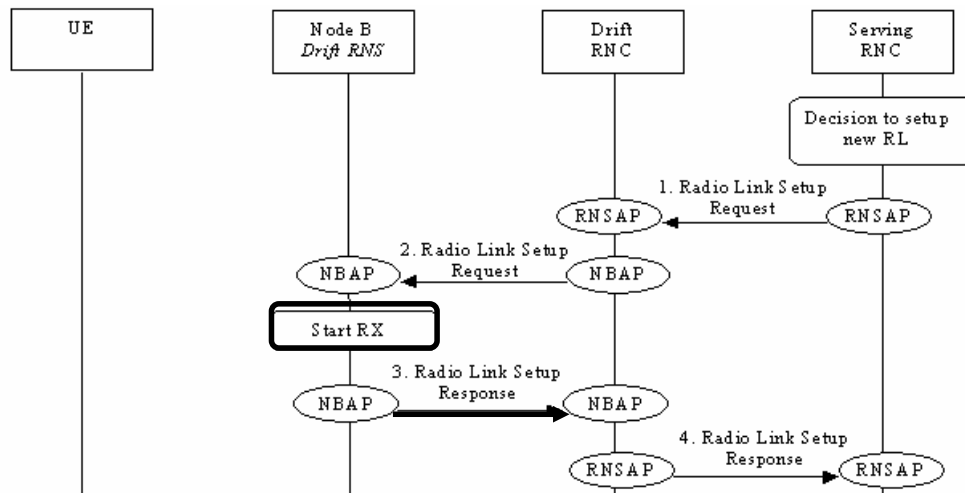 UE
Node B
Drift RNS
Drift
RNC
Serving
RNC
Decision to setup
new RL
1. Radio Link Setup
Request
RNSAP
RNSAP
2. Radio Link Setup
Request
NBAP
NBAP
Start RX
3. Radio Link Setup
Response
NBAP
NBAP
4. Radio Link Setup
Response
RNSAP
RNSAP